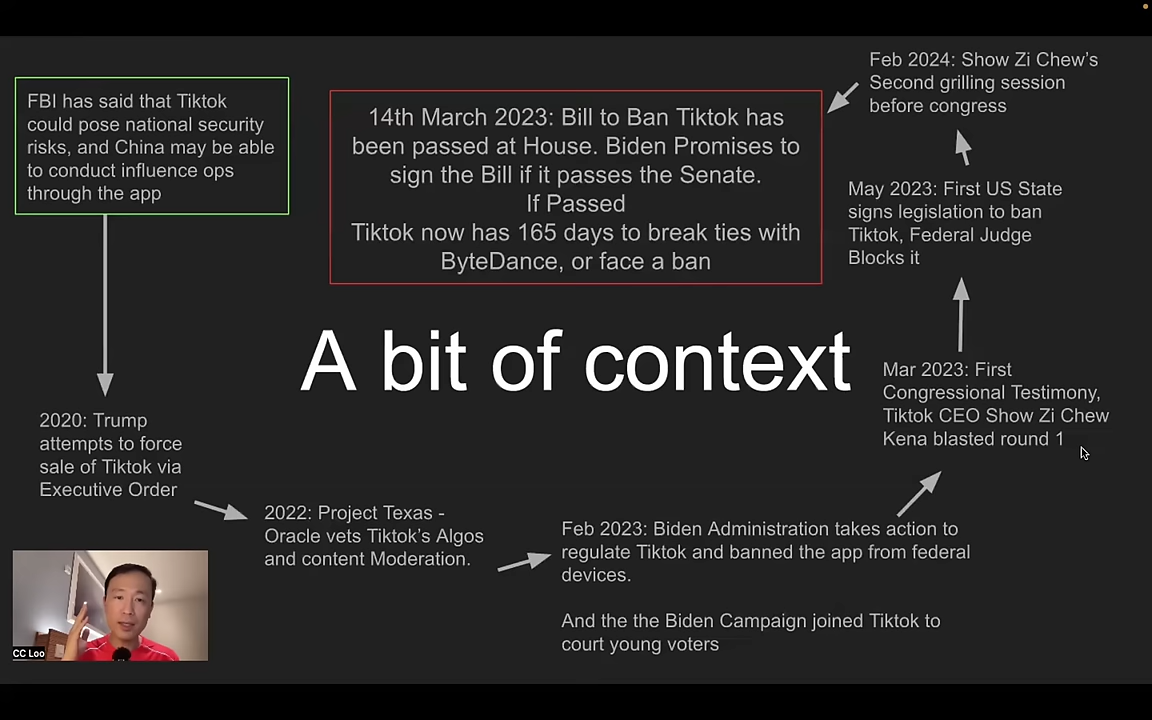 FBI has said that Tiktok
could pose national security
risks, and China may be able
to conduct influence ops
through the app
2020: Trump
attempts to force
sale of Tiktok via
Executive Order
2022: Project Texas -
Oracle vets Tiktok's Algos
and content Moderation.
Feb 2023: Biden Administration takes action to
regulate Tiktok and banned the app from federal
devices.
And the the Biden Campaign joined Tiktok to
court young voters
Mar 2023: First
Congressional Testimony,
Tiktok CEO Show Zi Chew
Kena blasted round 1
May 2023: First US State
signs legislation to ban
Tiktok, Federal Judge
Blocks it
Feb 2024: Show Zi Chew's
Second grilling session
before congress
14th March 2023: Bill to Ban Tiktok has
been passed at House. Biden Promises to
sign the Bill if it passes the Senate.
If Passed
Tiktok now has 165 days to break ties with
ByteDance, or face a ban
A bit of context
CC Loo